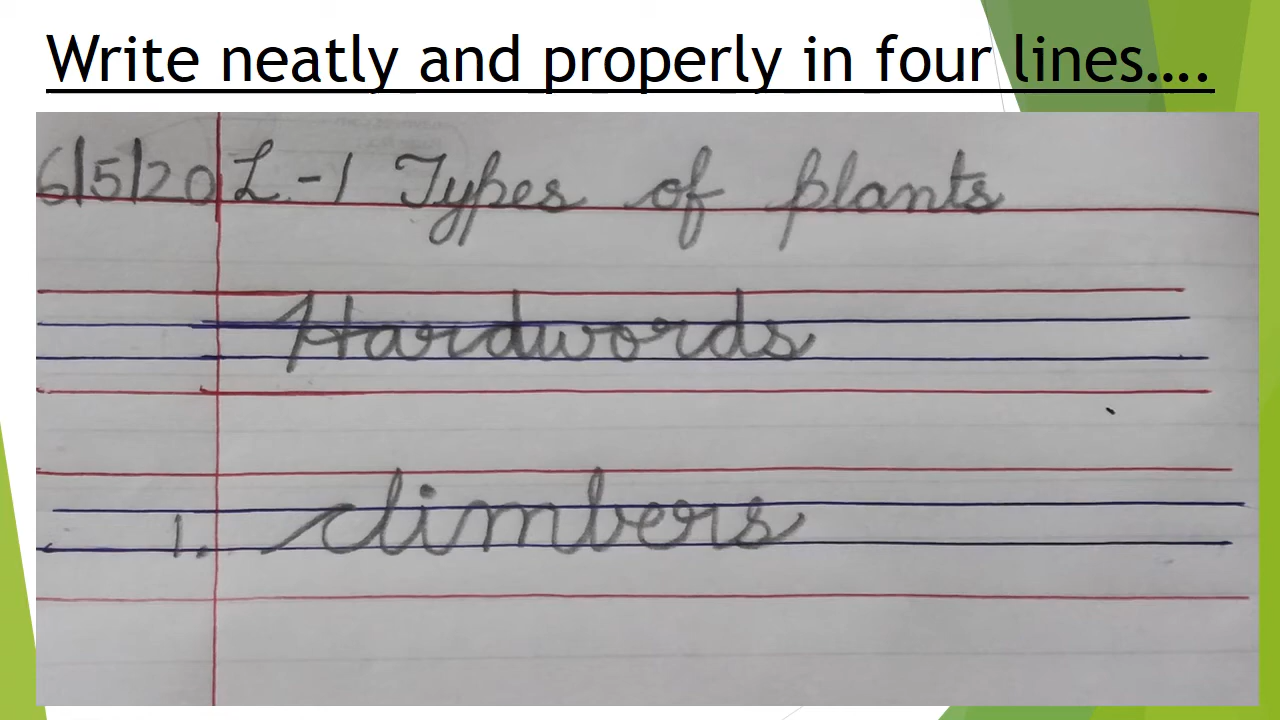 Write neatly and properly in four lines....
6/5/20 L-1 Types of plants
Hardwords
1. climbers